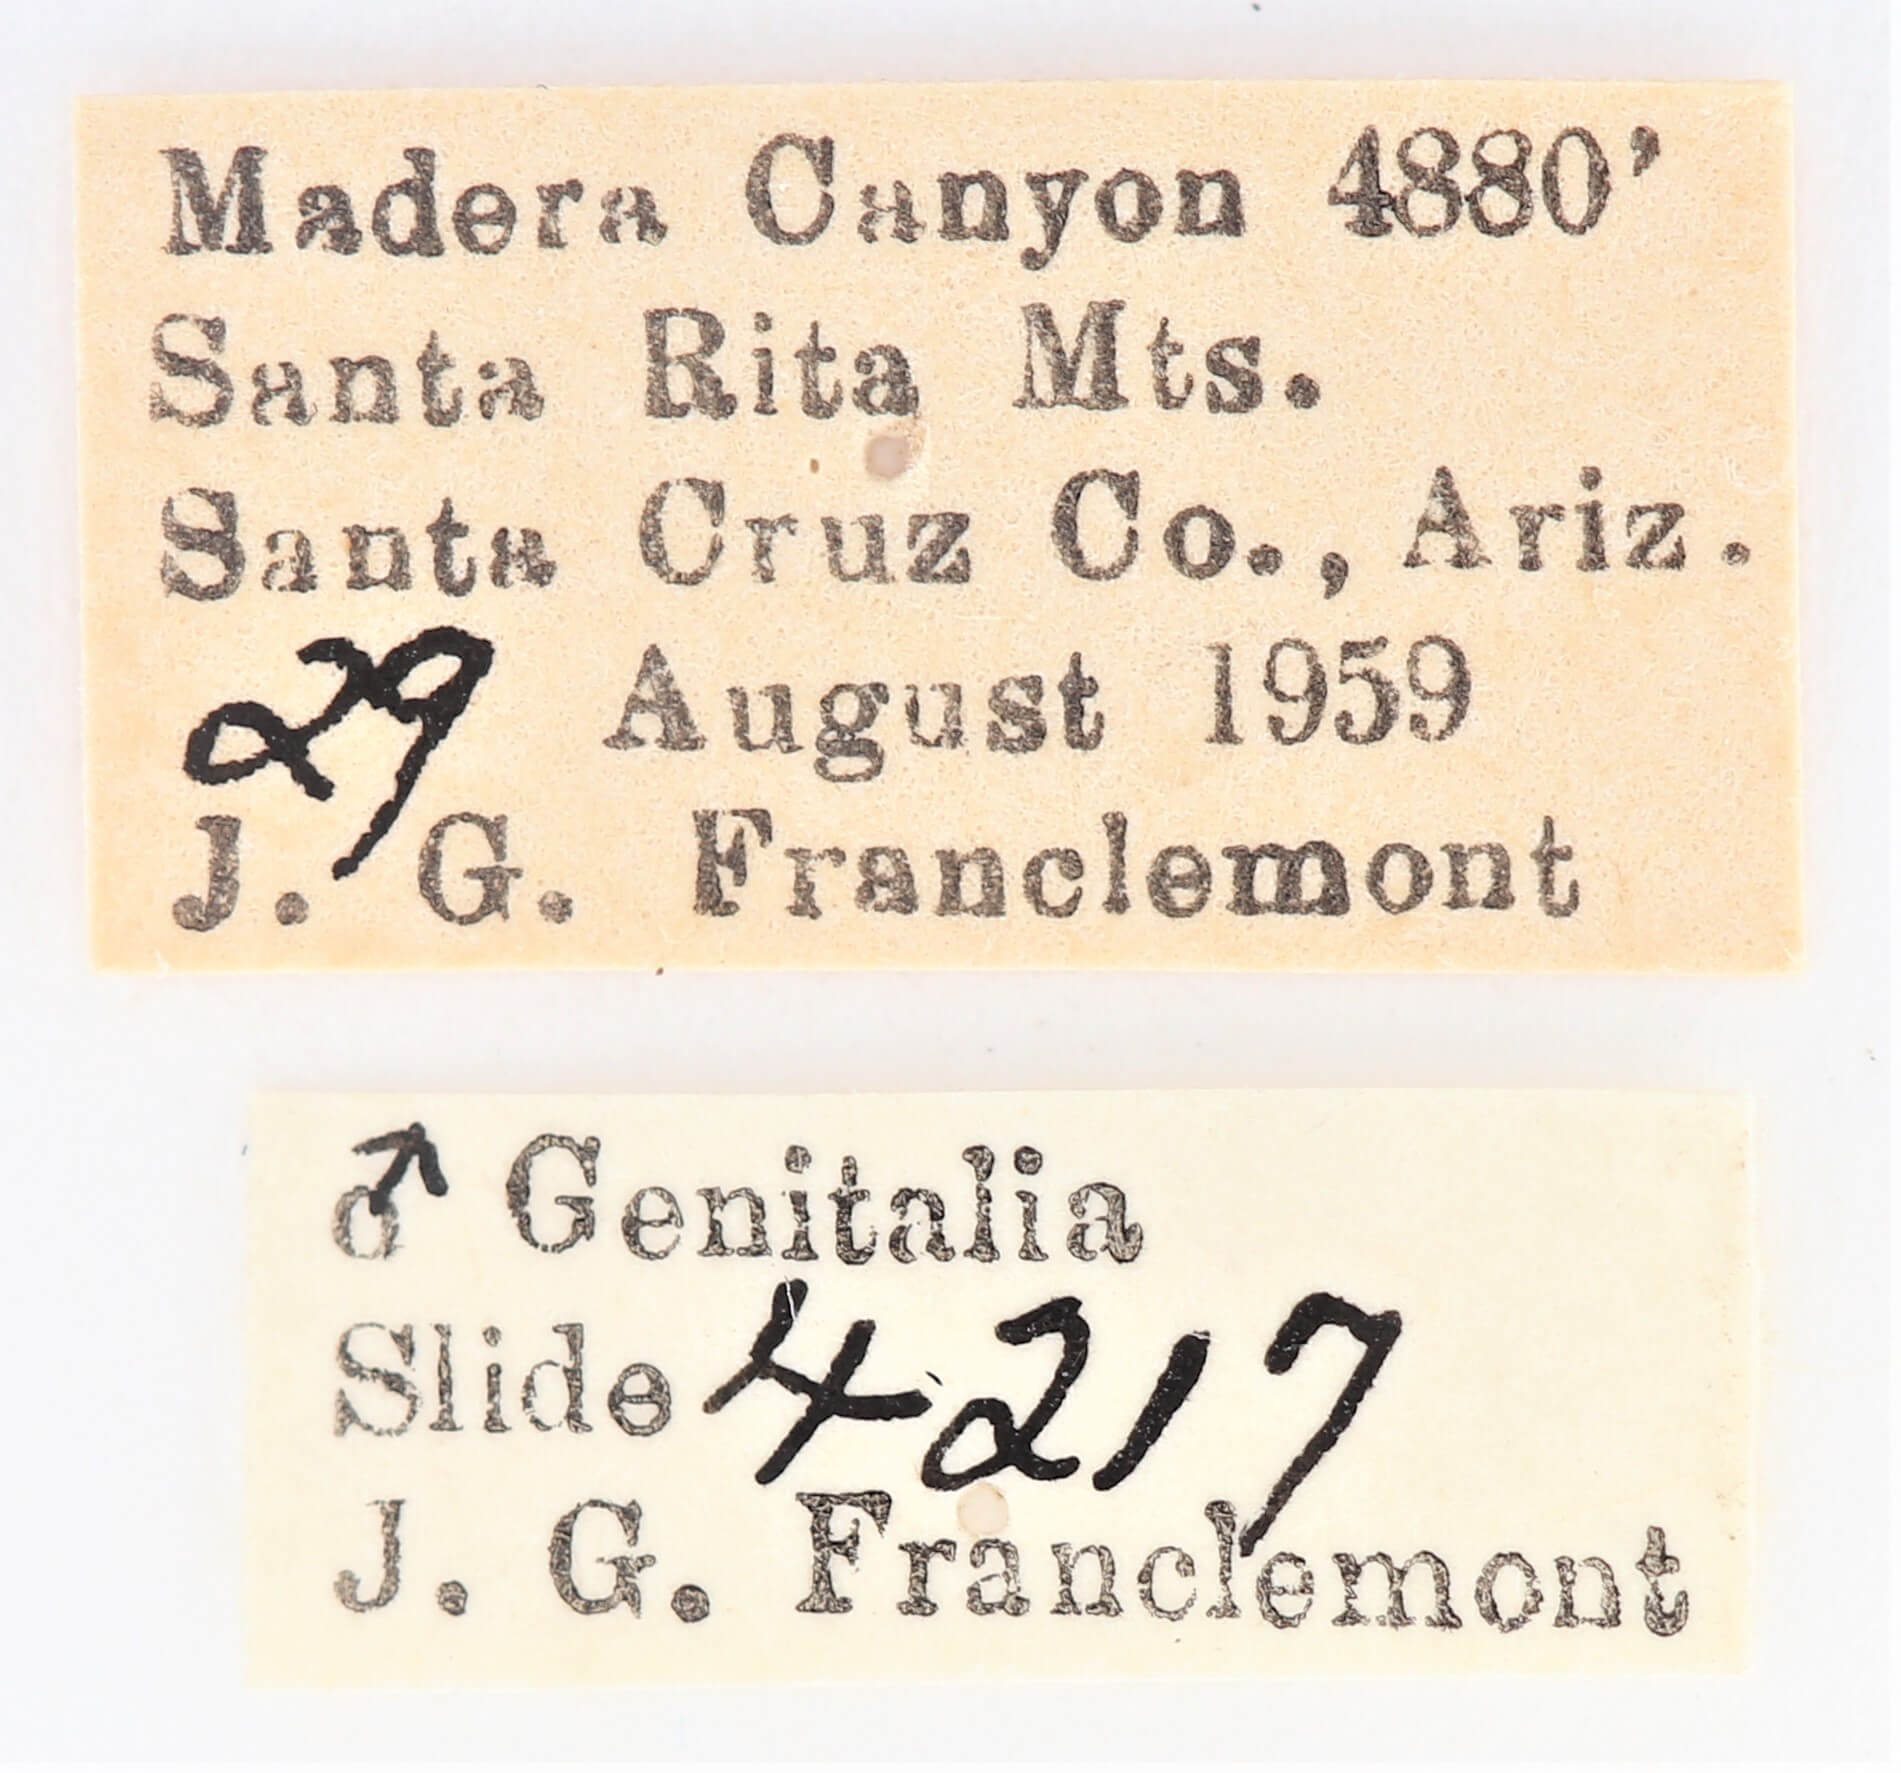 Madera Canyon 4880'
Santa Rita Mts.
Santa Cruz Co., Ariz.
29 August 1959
J. G. Franclemont
♂ Genitalia
Slide 4217
J. G. Franclemont